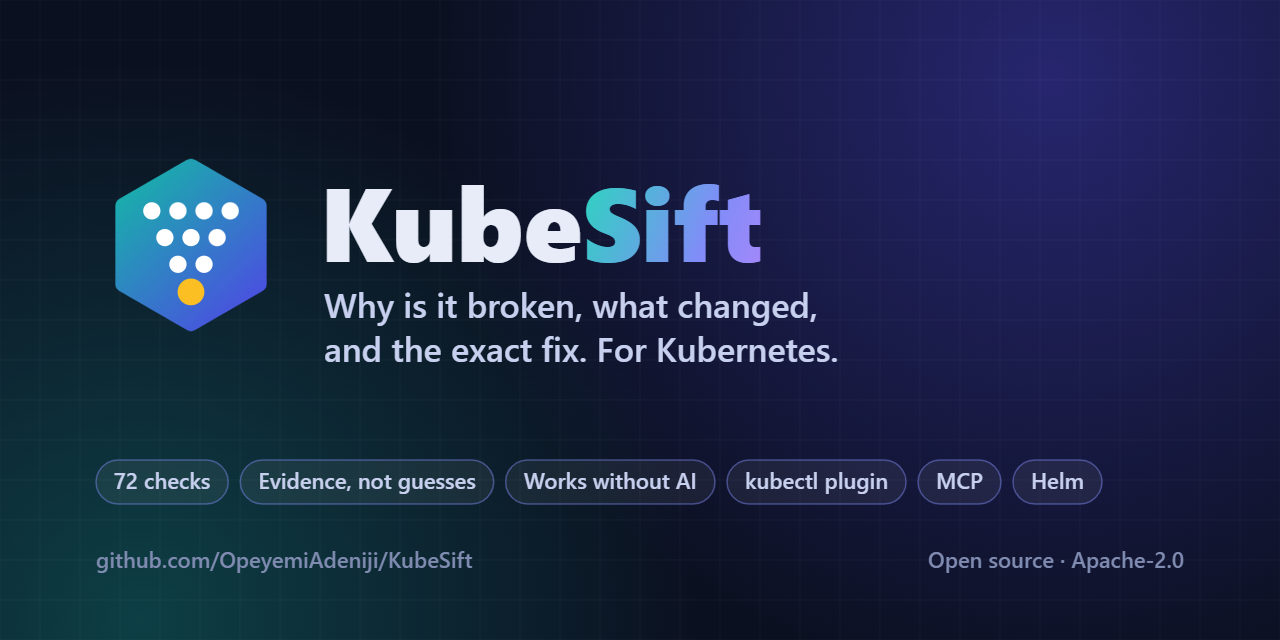 KubeSift
Why is it broken, what changed,
and the exact fix. For Kubernetes.
72 checks
Evidence, not guesses
Works without AI
kubectl plugin
MCP
Helm
github.com/OpeyemiAdeniji/KubeSift
Open source · Apache-2.0